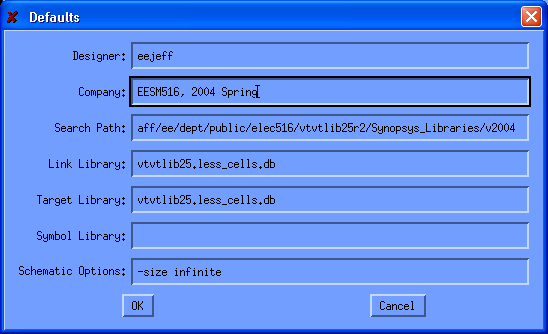 Defaults
Designer: eejeff
Company: EESM516, 2004 Spring
Search Path: aff/ee/dept/public/elec516/vtvtlib25r2/Synopsys_Libraries/v2004
Link Library: vtvtlib25.less_cells.db
Target Library: vtvtlib25.less_cells.db
Symbol Library:
Schematic Options: -size infinite
OK Cancel